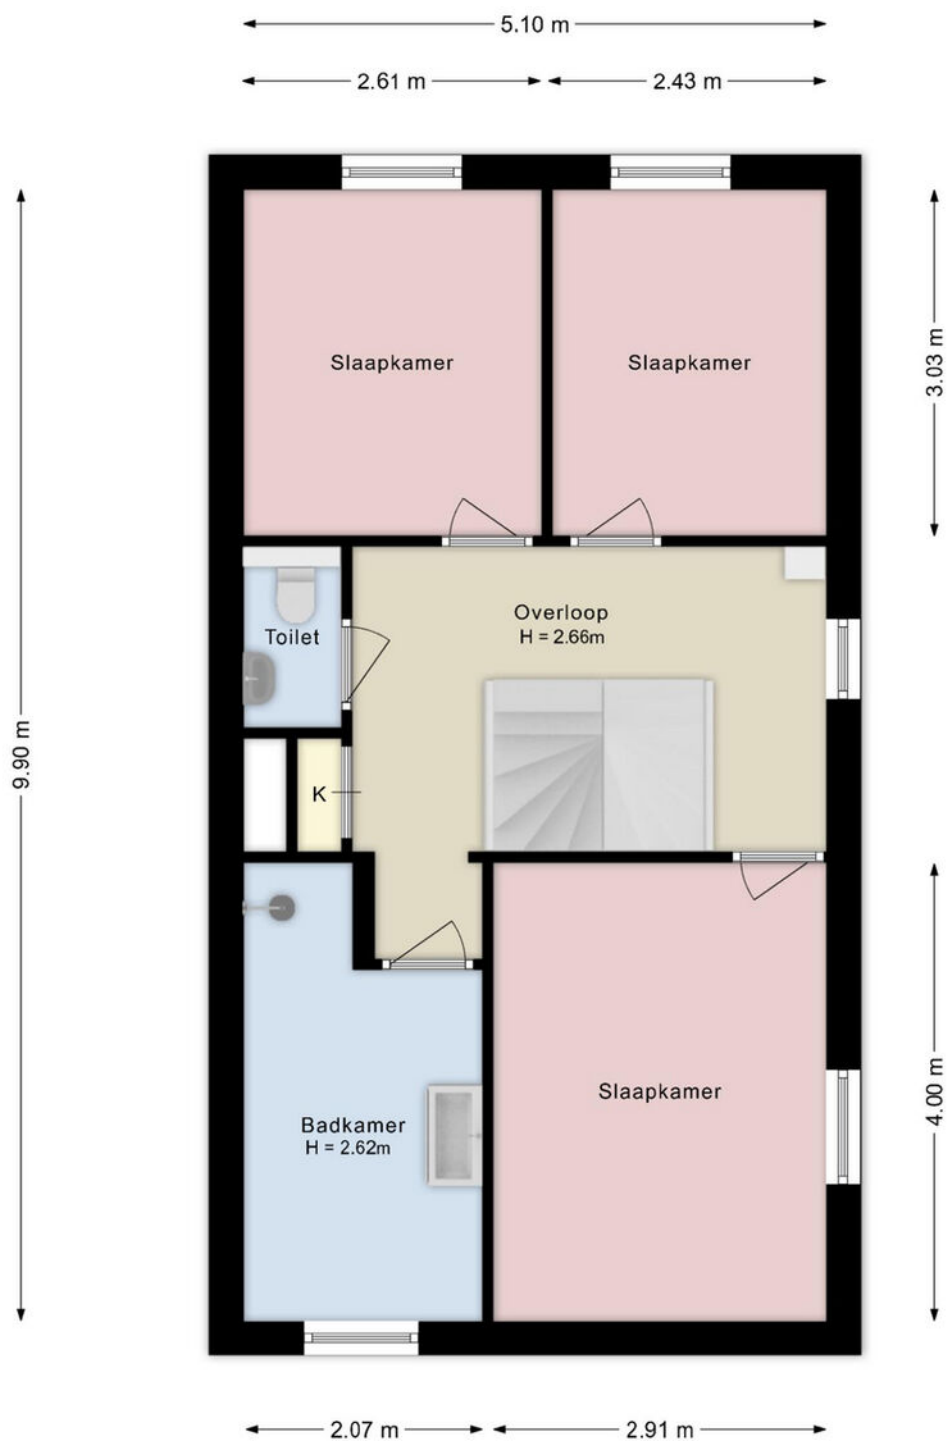 5.10 m
2.61 m
2.43 m
Slaapkamer
Slaapkamer
3.03 m
Overloop
H = 2.66m
Toilet
9.90 m
K
Slaapkamer
4.00 m
Badkamer
H = 2.62m
2.07 m
2.91 m